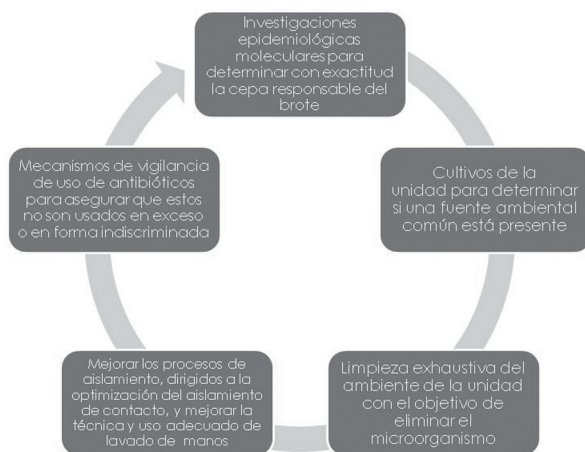 Investigaciones
epidemiológicas
moleculares para
determinar con exactitud
la cepa responsable del
brote
Cultivos de la
unidad para determinar
si una fuente ambiental
común está presente
Limpieza exhaustiva del
ambiente de la unidad
con el objetivo de
eliminar el
microorganismo
Mejorar los procesos de
aislamiento, dirigidos a la
optimización del aislamiento
de contacto, y mejorar la
técnica y uso adecuado de
lavado de manos
Mecanismos de vigilancia
de uso de antibióticos
para asegurar que estos
no son usados en exceso
o en forma indiscriminada